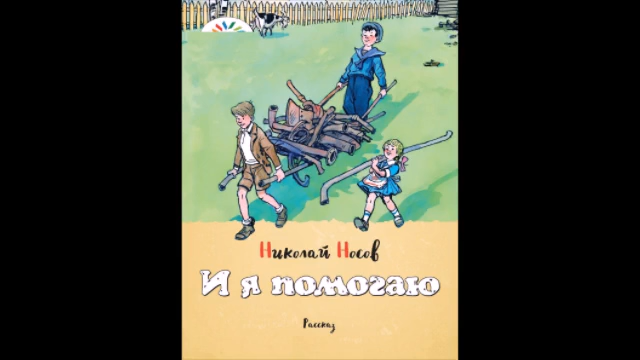 Николай Носов
И я помогаю
Рассказ